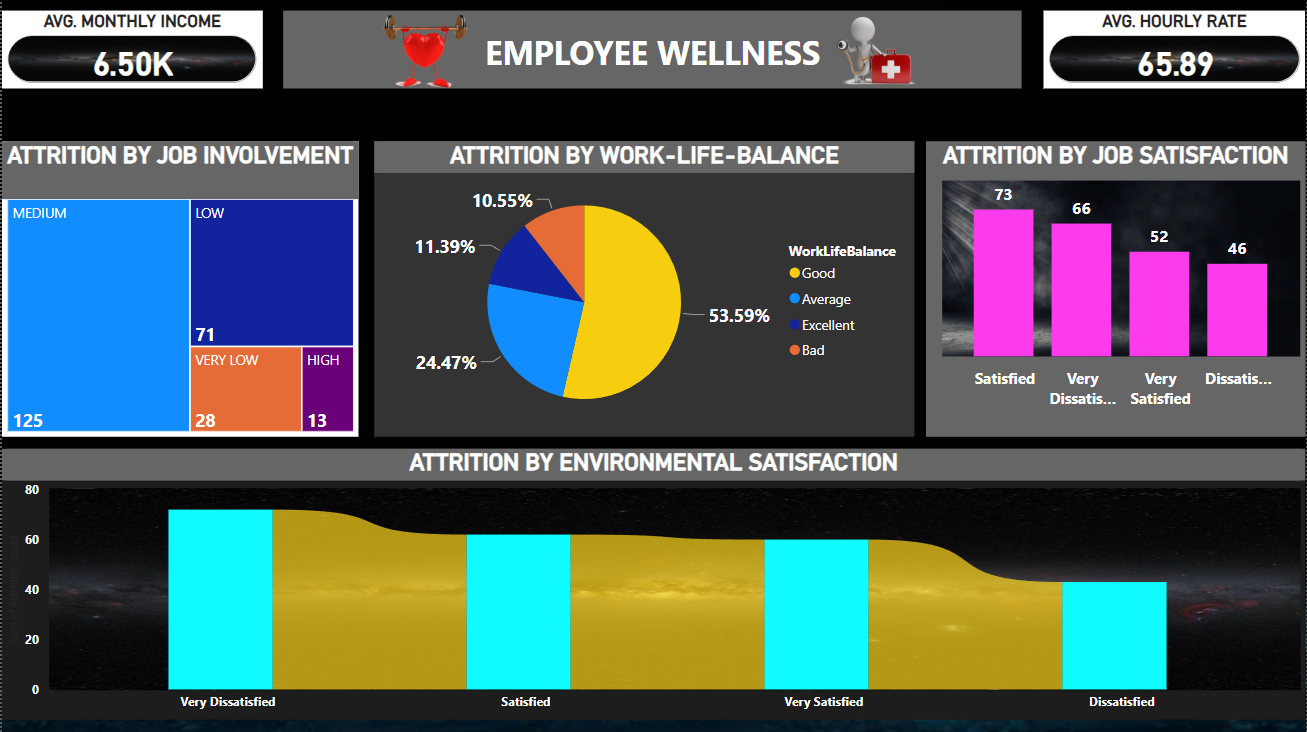 AVG. MONTHLY INCOME
6.50K
EMPLOYEE WELLNESS
AVG. HOURLY RATE
65.89
ATTRITION BY JOB INVOLVEMENT
MEDIUM
125
LOW
71
VERY LOW
28
HIGH
13
ATTRITION BY WORK-LIFE-BALANCE
10.55%
11.39%
24.47%
53.59%
WorkLifeBalance
Good
Average
Excellent
Bad
ATTRITION BY JOB SATISFACTION
73
66
52
46
Satisfied
Very
Dissatis...
Very
Satisfied
Dissatis...
ATTRITION BY ENVIRONMENTAL SATISFACTION
80
60
40
20
0
Very Dissatisfied
Satisfied
Very Satisfied
Dissatisfied